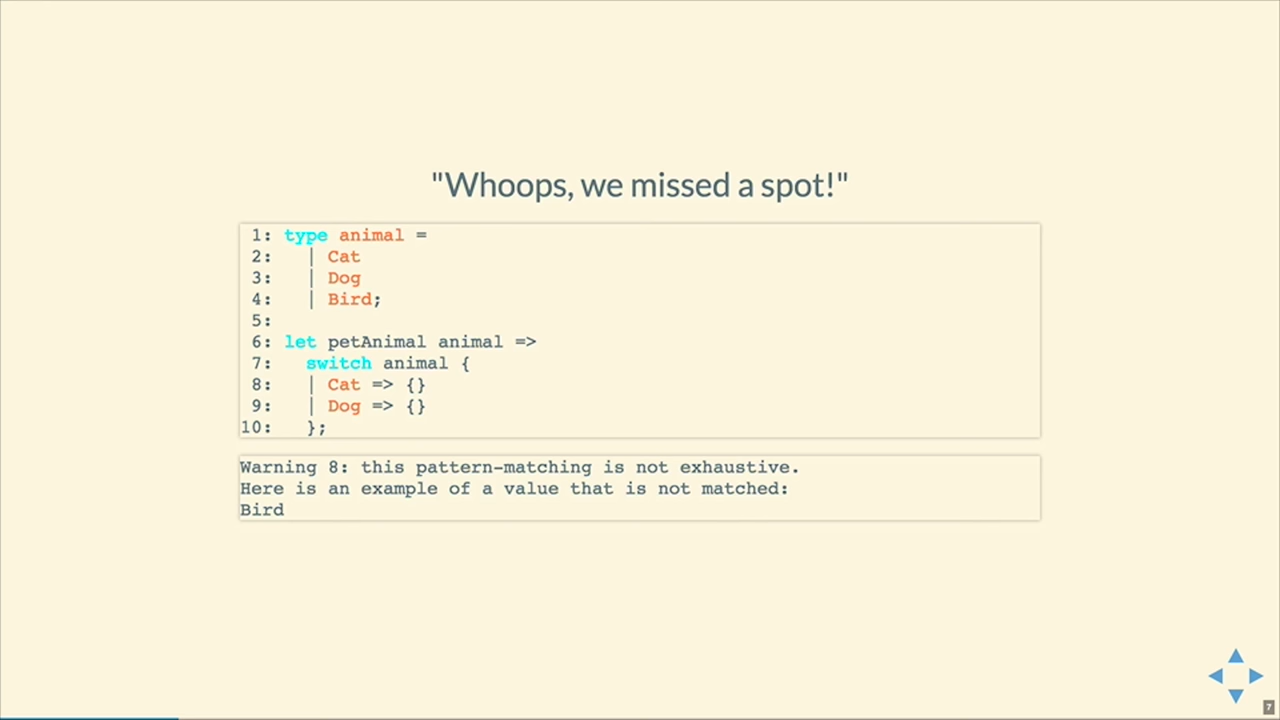 "Whoops, we missed a spot!"
1: type animal =
2:   | Cat
3:   | Dog
4:   | Bird;
5:
6: let petAnimal animal =>
7:   switch animal {
8:   | Cat => {}
9:   | Dog => {}
10:   };
Warning 8: this pattern-matching is not exhaustive.
Here is an example of a value that is not matched:
Bird
7